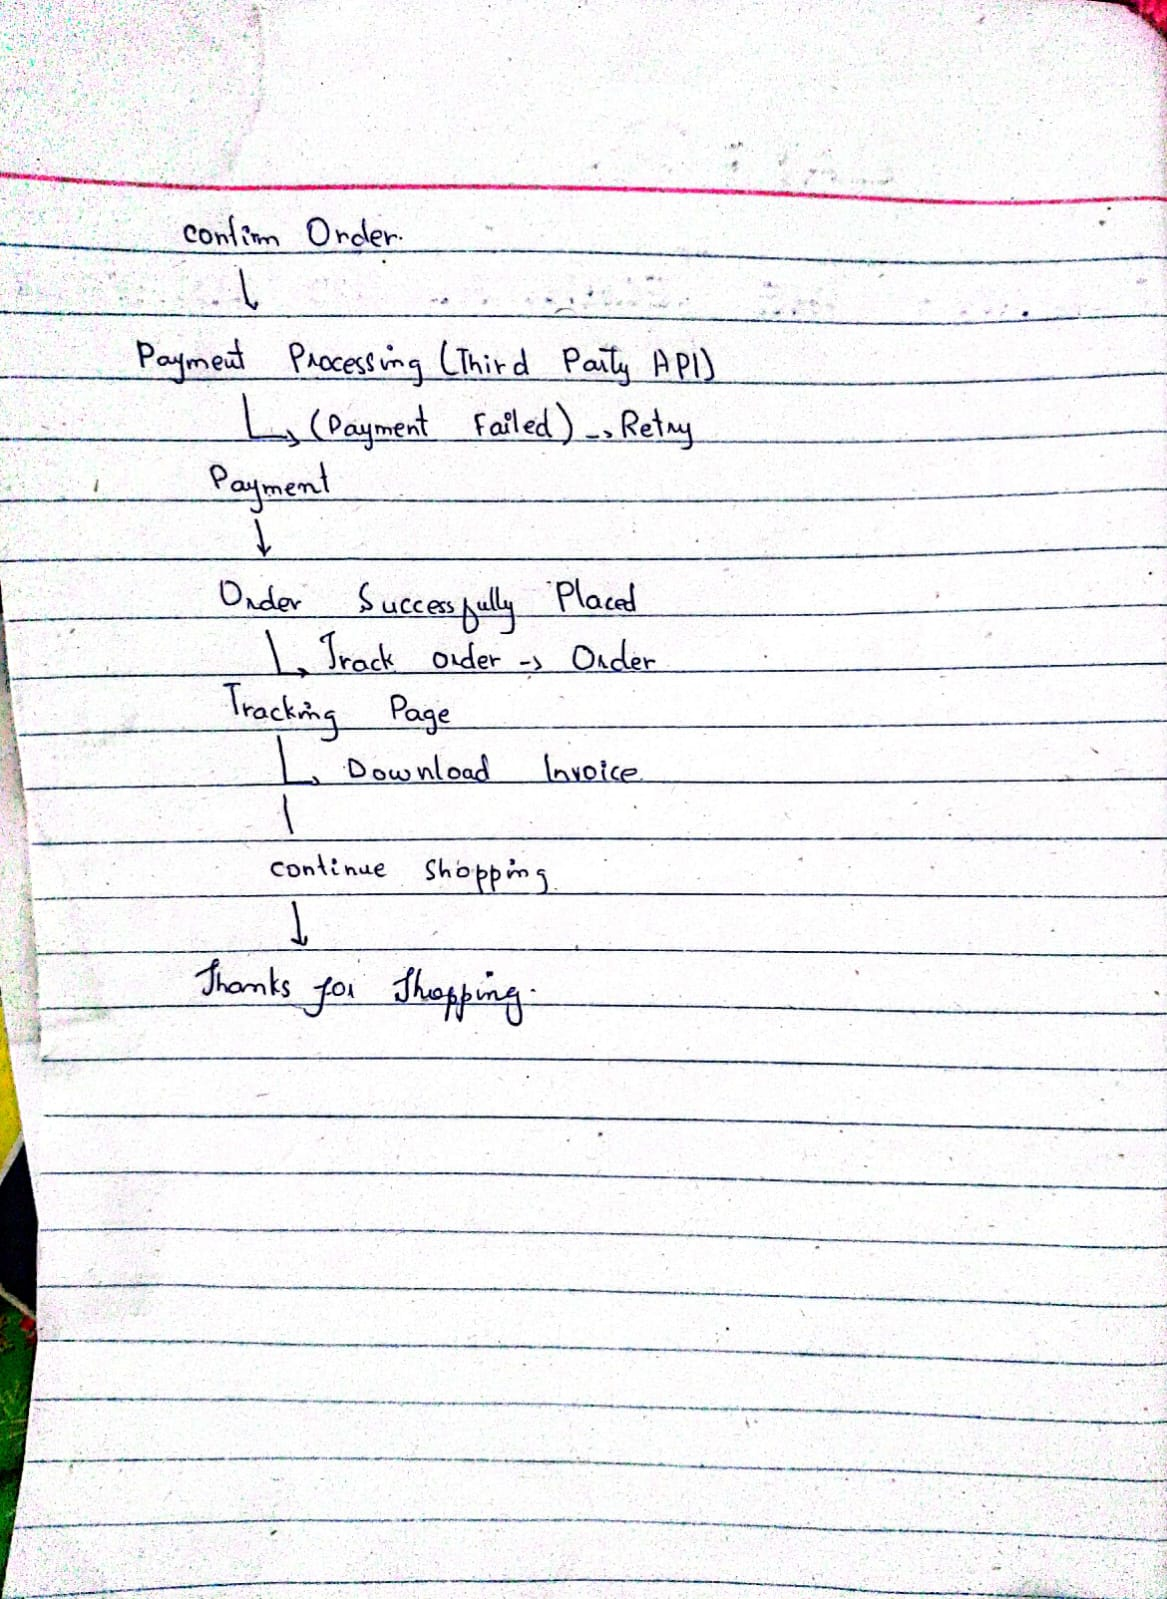 confirm Order.
↓
Payment Processing (Third Party API)
↳ (Payment Failed) → Retry
Payment
↓
Order Successfully Placed
↳ Track order → Order
Tracking Page
↳ Download Invoice
|
continue shopping
↓
Thanks for Shopping.